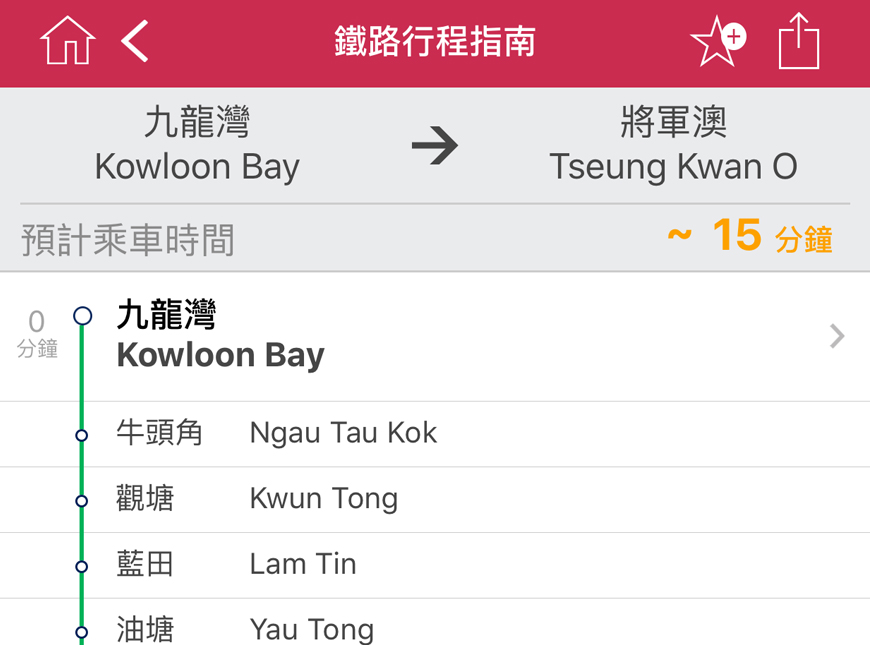 鐵路行程指南
九龍灣
Kowloon Bay
將軍澳
Tseung Kwan O
預計乘車時間 ~ 15 分鐘
0
分鐘
九龍灣
Kowloon Bay
牛頭角 Ngau Tau Kok
觀塘 Kwun Tong
藍田 Lam Tin
油塘 Yau Tong